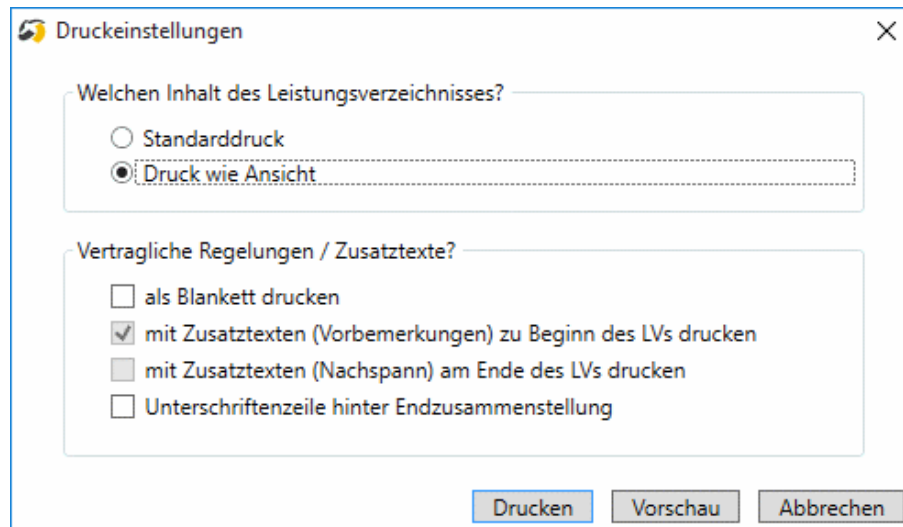 Druckeinstellungen
Welchen Inhalt des Leistungsverzeichnisses?
Standarddruck
Druck wie Ansicht
Vertragliche Regelungen / Zusatztexte?
als Blankett drucken
mit Zusatztexten (Vorbemerkungen) zu Beginn des LVs drucken
mit Zusatztexten (Nachspann) am Ende des LVs drucken
Unterschriftenzeile hinter Endzusammenstellung
Drucken Vorschau Abbrechen